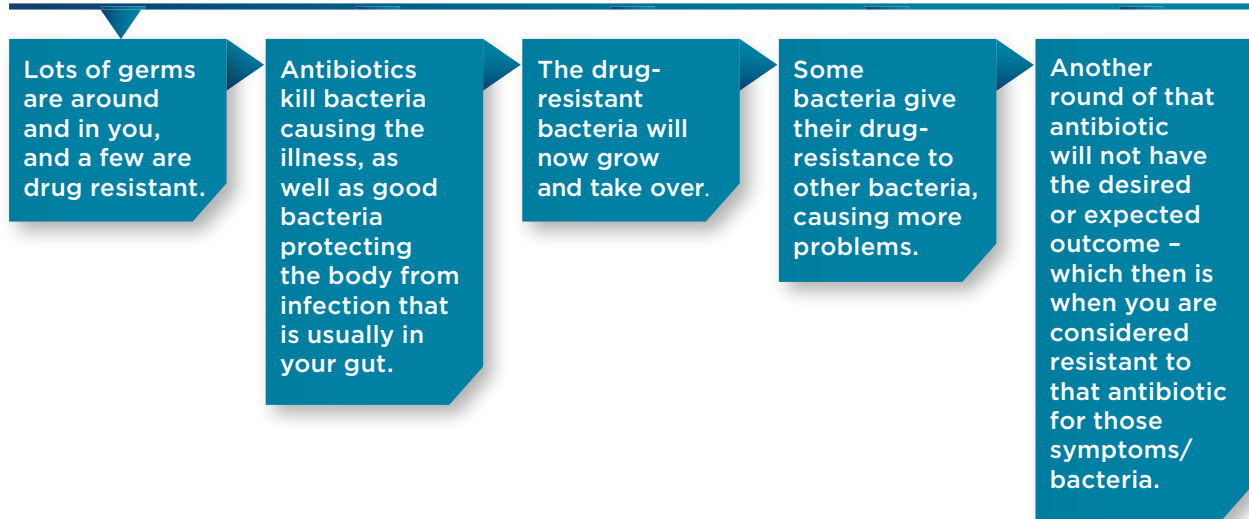 Lots of germs
are around
and in you,
and a few are
drug resistant.
Antibiotics
kill bacteria
causing the
illness, as
well as good
bacteria
protecting
the body from
infection that
is usually in
your gut.
The drug-
resistant
bacteria will
now grow
and take over.
Some
bacteria give
their drug-
resistance to
other bacteria,
causing more
problems.
Another
round of that
antibiotic
will not have
the desired
or expected
outcome –
which then is
when you are
considered
resistant to
that antibiotic
for those
symptoms/
bacteria.